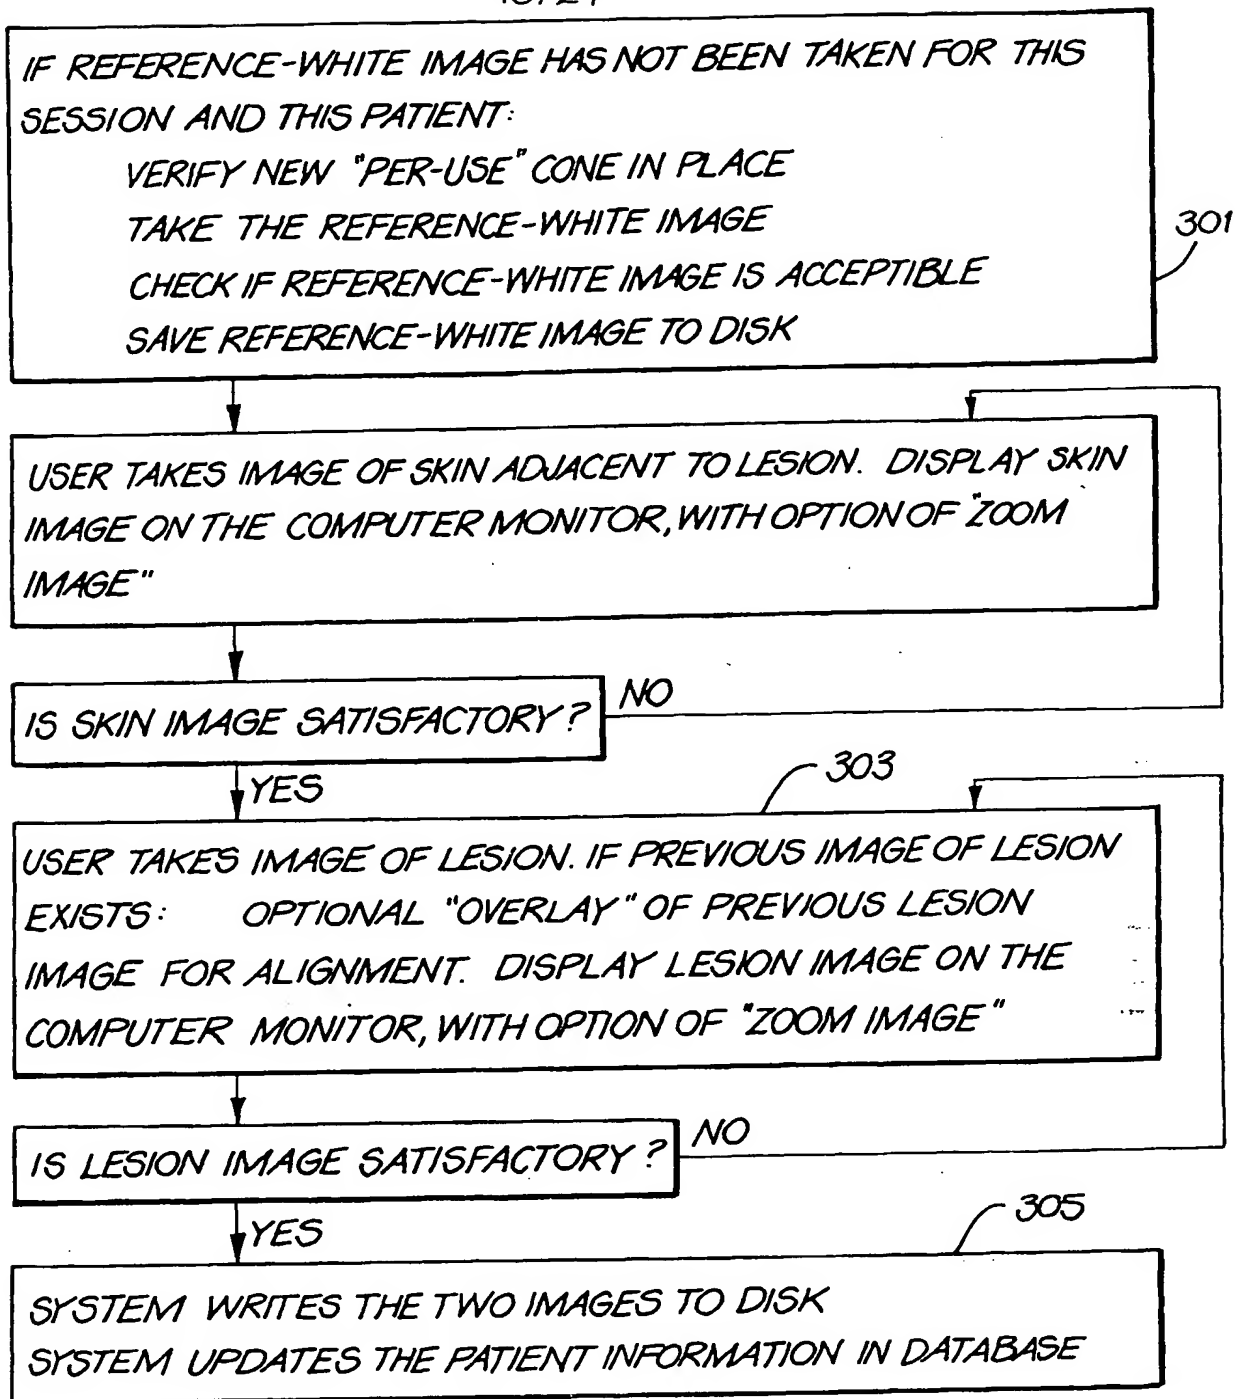 IF REFERENCE-WHITE IMAGE HAS NOT BEEN TAKEN FOR THIS
SESSION AND THIS PATIENT:
VERIFY NEW "PER-USE" CONE IN PLACE
TAKE THE REFERENCE-WHITE IMAGE
CHECK IF REFERENCE-WHITE IMAGE IS ACCEPTIBLE
SAVE REFERENCE-WHITE IMAGE TO DISK
301
USER TAKES IMAGE OF SKIN ADJACENT TO LESION. DISPLAY SKIN
IMAGE ON THE COMPUTER MONITOR, WITH OPTION OF "ZOOM
IMAGE"
IS SKIN IMAGE SATISFACTORY?
NO
YES
303
USER TAKES IMAGE OF LESION. IF PREVIOUS IMAGE OF LESION
EXISTS: OPTIONAL "OVERLAY" OF PREVIOUS LESION
IMAGE FOR ALIGNMENT. DISPLAY LESION IMAGE ON THE
COMPUTER MONITOR, WITH OPTION OF "ZOOM IMAGE"
IS LESION IMAGE SATISFACTORY?
NO
YES
305
SYSTEM WRITES THE TWO IMAGES TO DISK
SYSTEM UPDATES THE PATIENT INFORMATION IN DATABASE